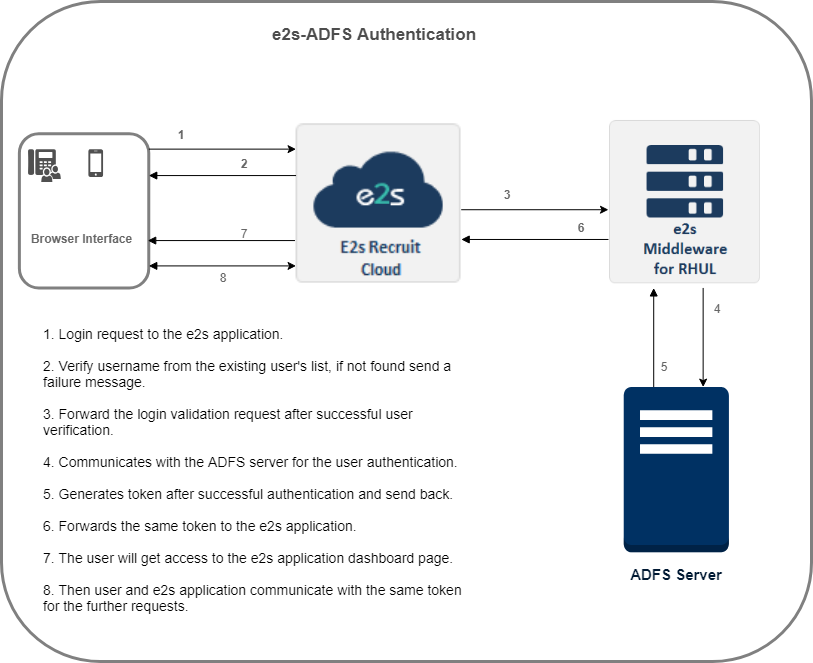 e2s-ADFS Authentication
1
2
3
6
7
8
Browser Interface
e2s
E2s Recruit
Cloud
e2s
Middleware
for RHUL
4
5
ADFS Server
1. Login request to the e2s application.
2. Verify username from the existing user's list, if not found send a
failure message.
3. Forward the login validation request after successful user
verification.
4. Communicates with the ADFS server for the user authentication.
5. Generates token after successful authentication and send back.
6. Forwards the same token to the e2s application.
7. The user will get access to the e2s application dashboard page.
8. Then user and e2s application communicate with the same token
for the further requests.